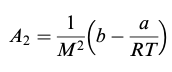 A₂ = 1/M² (b − a/RT)